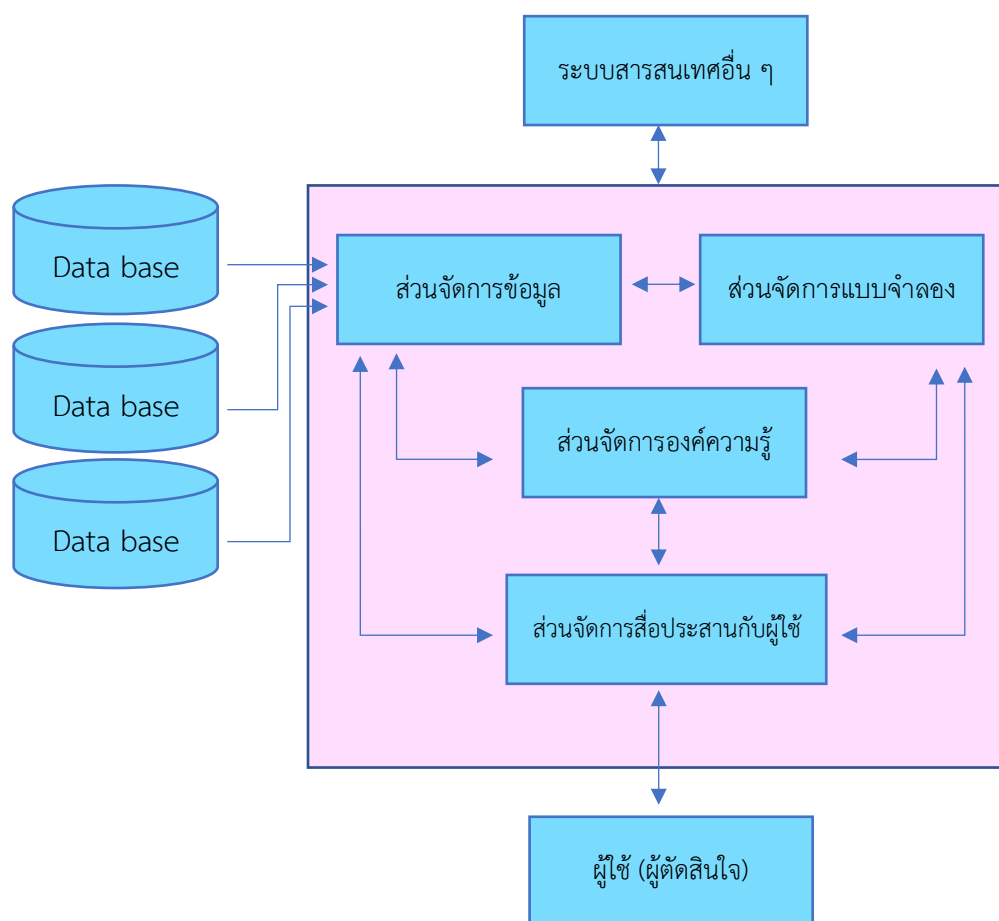 ระบบสารสนเทศอื่น ๆ
Data base
ส่วนจัดการข้อมูล
ส่วนจัดการแบบจำลอง
Data base
ส่วนจัดการองค์ความรู้
Data base
ส่วนจัดการสื่อประสานกับผู้ใช้
ผู้ใช้ (ผู้ตัดสินใจ)